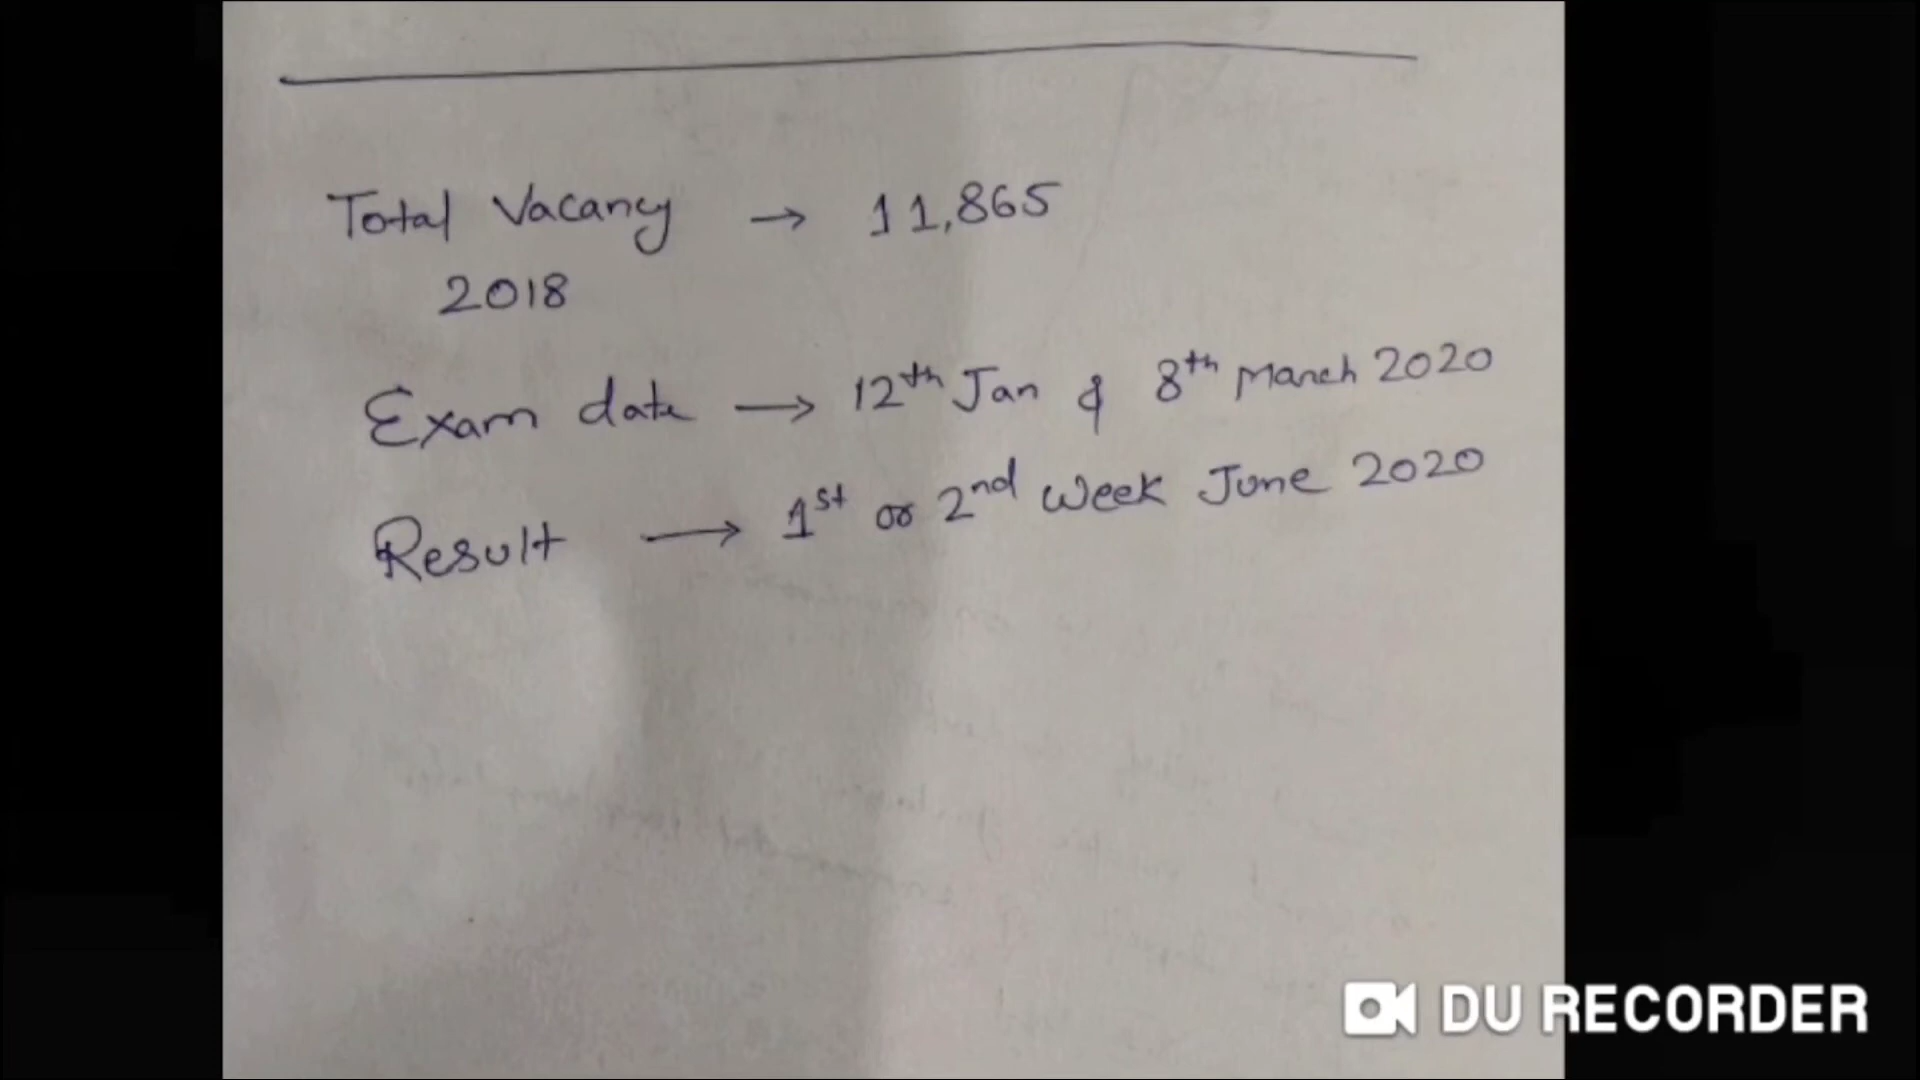 Total Vacancy → 11,865
2018
Exam date → 12th Jan & 8th March 2020
Result → 1st or 2nd Week June 2020
DU RECORDER